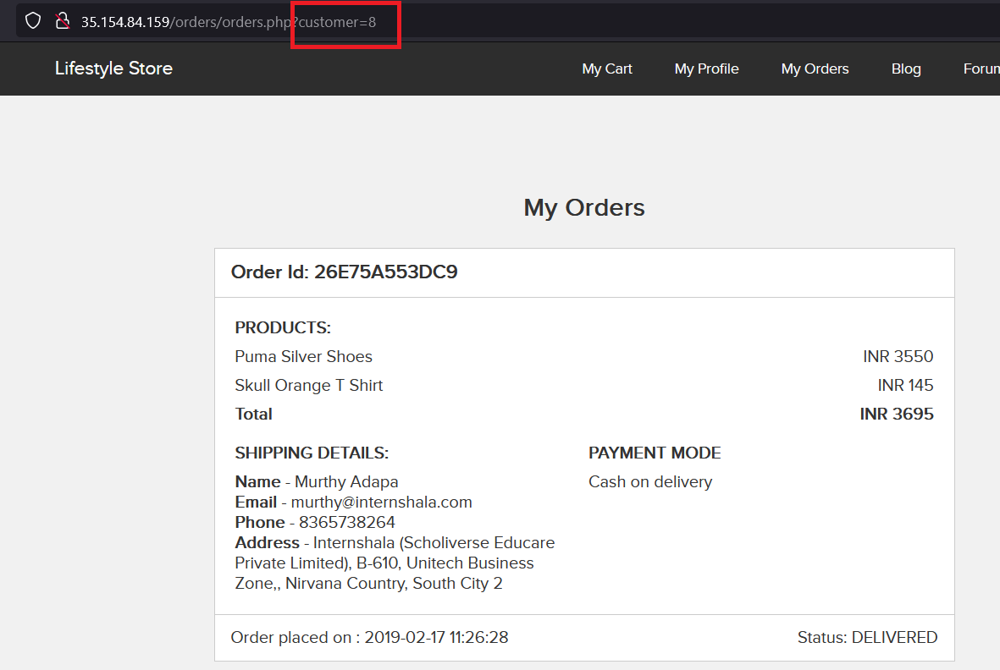 35.154.84.159/orders/orders.php?customer=8
Lifestyle Store
My Cart
My Profile
My Orders
Blog
My Orders
Order Id: 26E75A553DC9
PRODUCTS:
Puma Silver Shoes INR 3550
Skull Orange T Shirt INR 145
Total INR 3695
SHIPPING DETAILS:
Name - Murthy Adapa
Email - murthy@internshala.com
Phone - 8365738264
Address - Internshala (Scholiverse Educare
Private Limited), B-610, Unitech Business
Zone,, Nirvana Country, South City 2
PAYMENT MODE
Cash on delivery
Order placed on : 2019-02-17 11:26:28
Status: DELIVERED